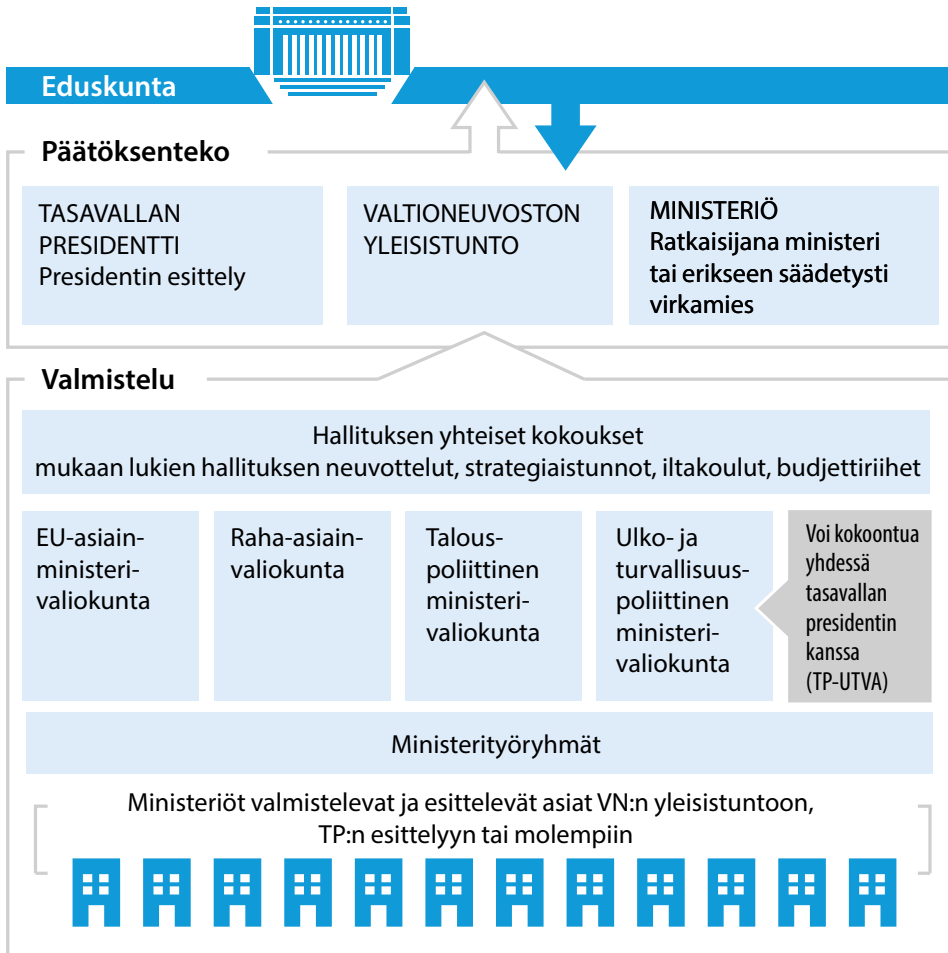 Eduskunta
Päätöksenteko
TASAVALLAN
PRESIDENTTI
Presidentin esittely
VALTIONEUVOSTON
YLEISISTUNTO
MINISTERIÖ
Ratkaisijana ministeri
tai erikseen säädetysti
virkamies
Valmistelu
Hallituksen yhteiset kokoukset
mukaan lukien hallituksen neuvottelut, strategiaistunnot, iltakoulut, budjettiriihet
EU-asiain-
ministeri-
valiokunta
Raha-asiain-
valiokunta
Talous-
poliittinen
ministeri-
valiokunta
Ulko- ja
turvallisuus-
poliittinen
ministeri-
valiokunta
Voi kokoontua
yhdessä
tasavallan
presidentin
kanssa
(TP-UTVA)
Ministerityöryhmät
Ministeriöt valmistelevat ja esittelevät asiat VN:n yleisistuntoon,
TP:n esittelyyn tai molempiin